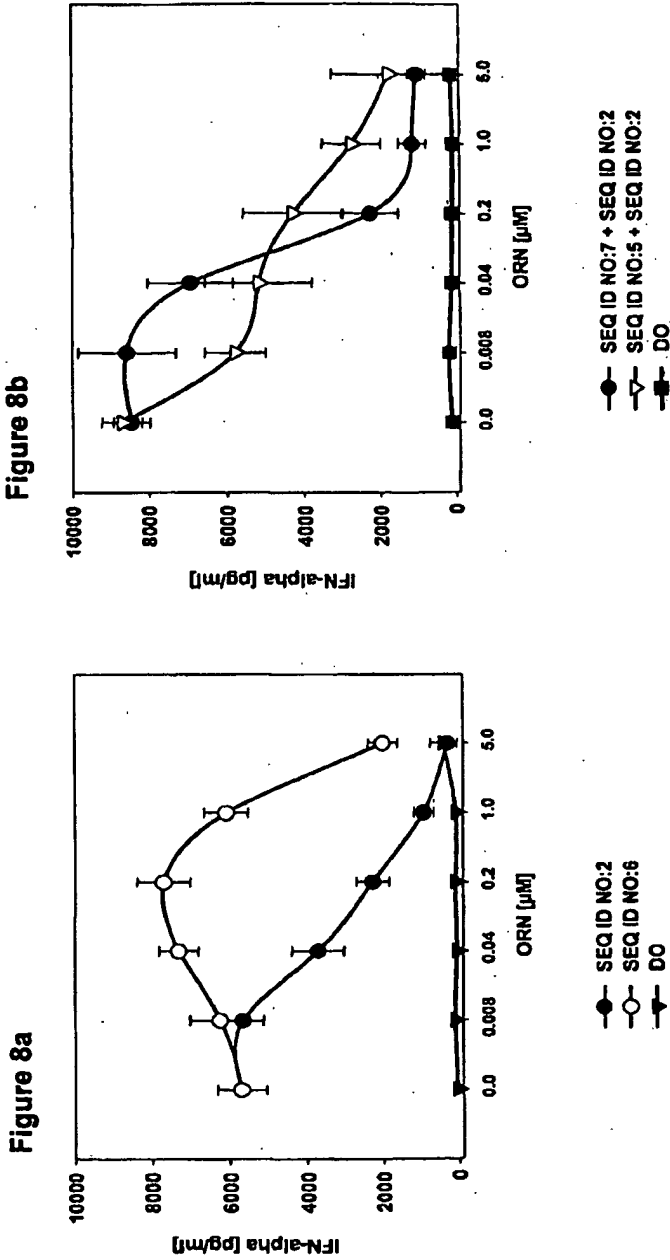 Figure 8a
10000
8000
6000
4000
2000
0
IFN-alpha [pg/ml]
0.0 0.008 0.04 0.2 1.0 5.0
ORN [µM]
SEQ ID NO:2
SEQ ID NO:6
DO
Figure 8b
10000
8000
6000
4000
2000
0
IFN-alpha [pg/ml]
0.0 0.008 0.04 0.2 1.0 5.0
ORN [µM]
SEQ ID NO:7 + SEQ ID NO:2
SEQ ID NO:5 + SEQ ID NO:2
DO